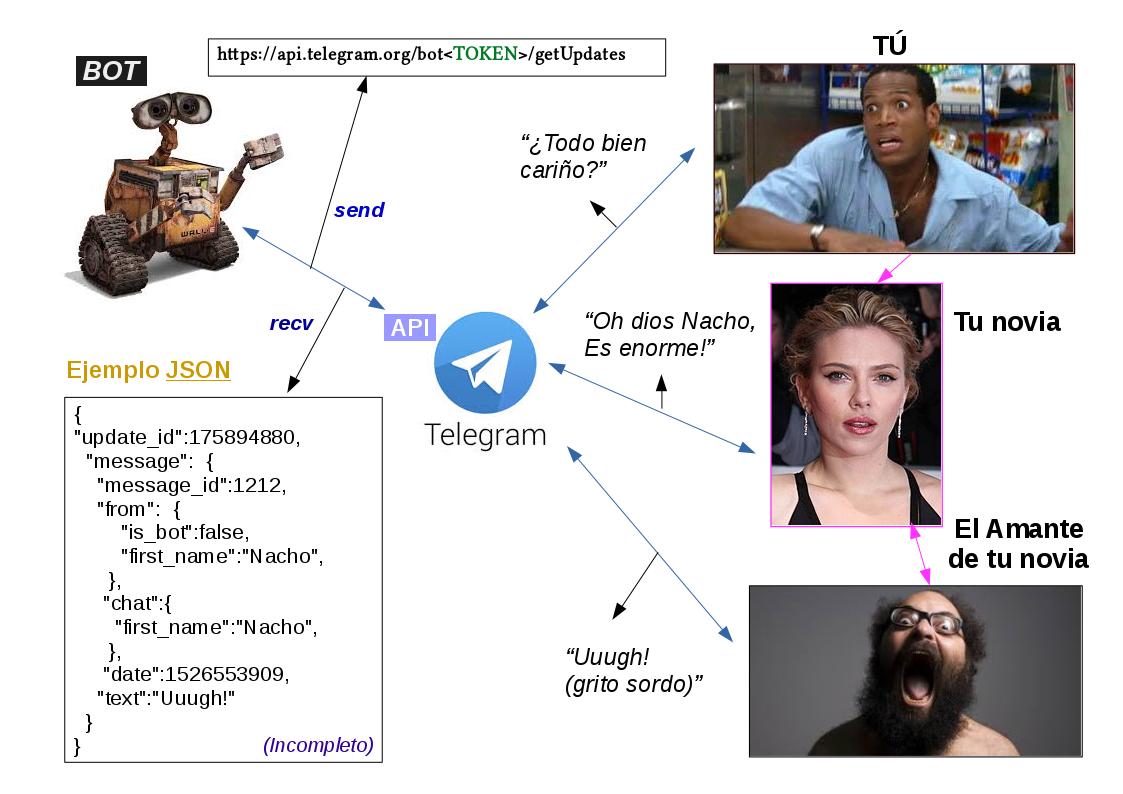 https://api.telegram.org/bot<TOKEN>/getUpdates
BOT
TÚ
“¿Todo bien
cariño?”
send
recv
API
Telegram
“Oh dios Nacho,
Es enorme!”
Tu novia
Ejemplo JSON
{
"update_id":175894880,
"message": {
"message_id":1212,
"from": {
"is_bot":false,
"first_name":"Nacho",
},
"chat":{
"first_name":"Nacho",
},
"date":1526553909,
"text":"Uuugh!"
}
}
(Incompleto)
El Amante
de tu novia
“Uuugh!
(grito sordo)”
WALL·E